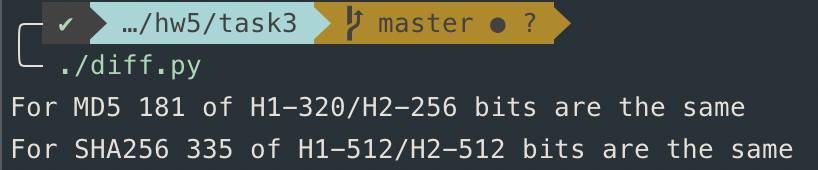 ✔ …/hw5/task3 master ● ?
./diff.py
For MD5 181 of H1-320/H2-256 bits are the same
For SHA256 335 of H1-512/H2-512 bits are the same